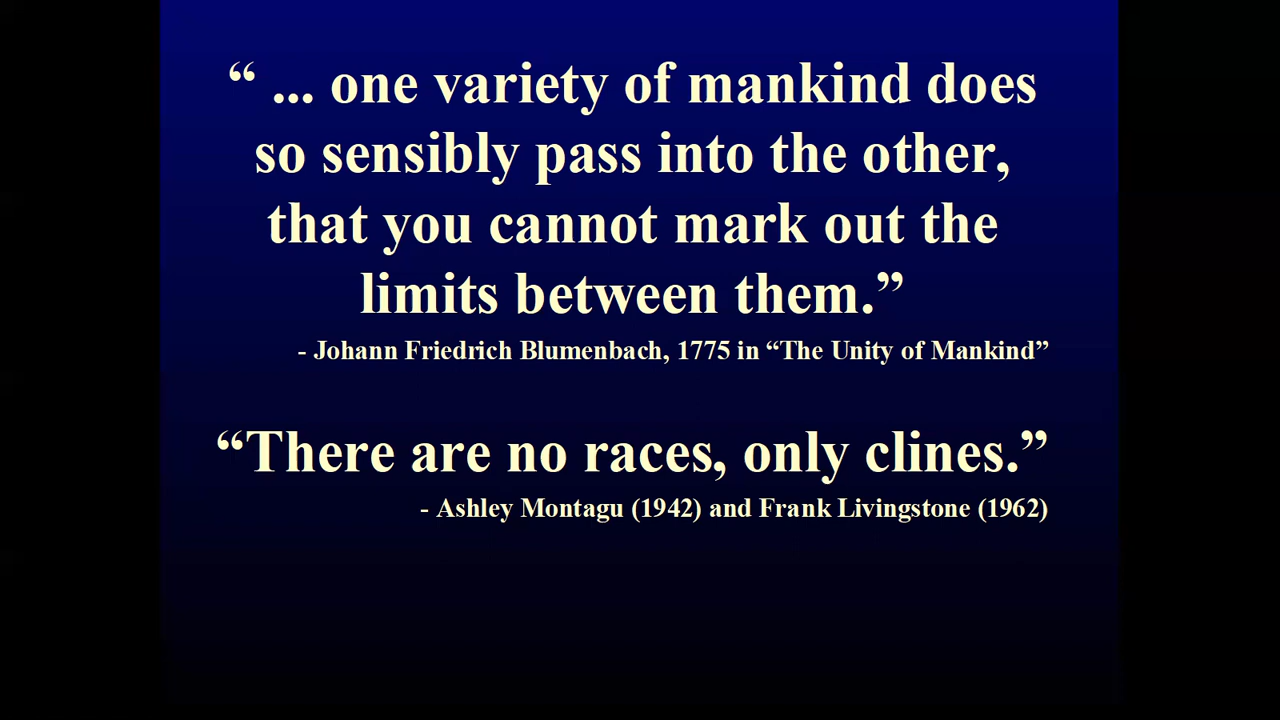 “ ... one variety of mankind does
so sensibly pass into the other,
that you cannot mark out the
limits between them.”
- Johann Friedrich Blumenbach, 1775 in “The Unity of Mankind”
“There are no races, only clines.”
- Ashley Montagu (1942) and Frank Livingstone (1962)